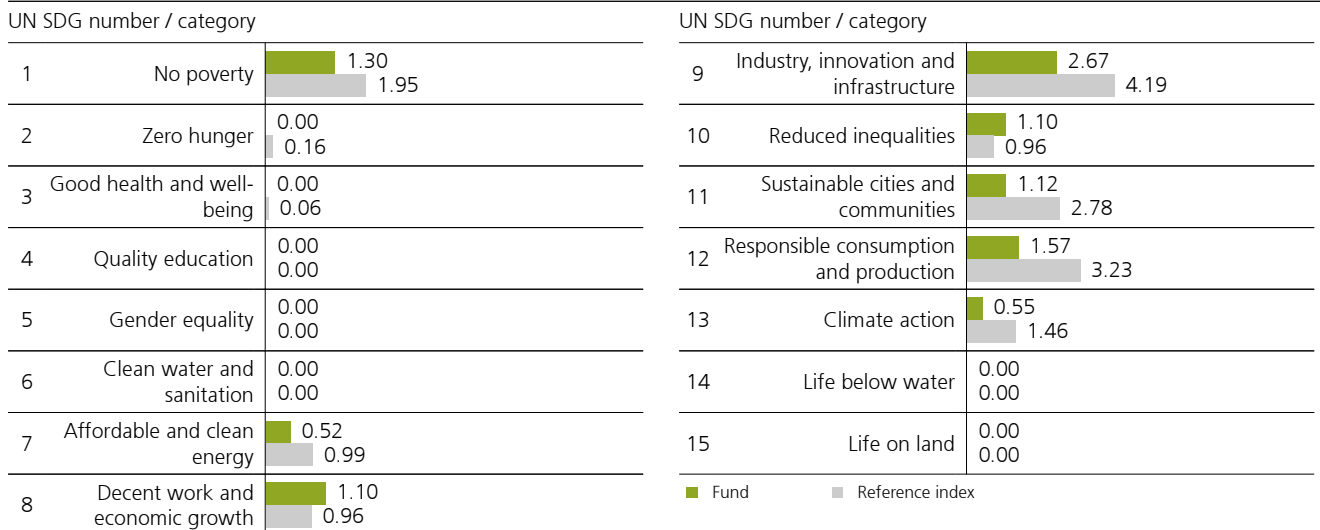 UN SDG number / category
1 No poverty 1.30
1.95
2 Zero hunger 0.00
0.16
3 Good health and well-
being 0.00
0.06
4 Quality education 0.00
0.00
5 Gender equality 0.00
0.00
6 Clean water and
sanitation 0.00
0.00
7 Affordable and clean
energy 0.52
0.99
8 Decent work and
economic growth 1.10
0.96
UN SDG number / category
9 Industry, innovation and
infrastructure 2.67
4.19
10 Reduced inequalities 1.10
0.96
11 Sustainable cities and
communities 1.12
2.78
12 Responsible consumption
and production 1.57
3.23
13 Climate action 0.55
1.46
14 Life below water 0.00
0.00
15 Life on land 0.00
0.00
Fund Reference index